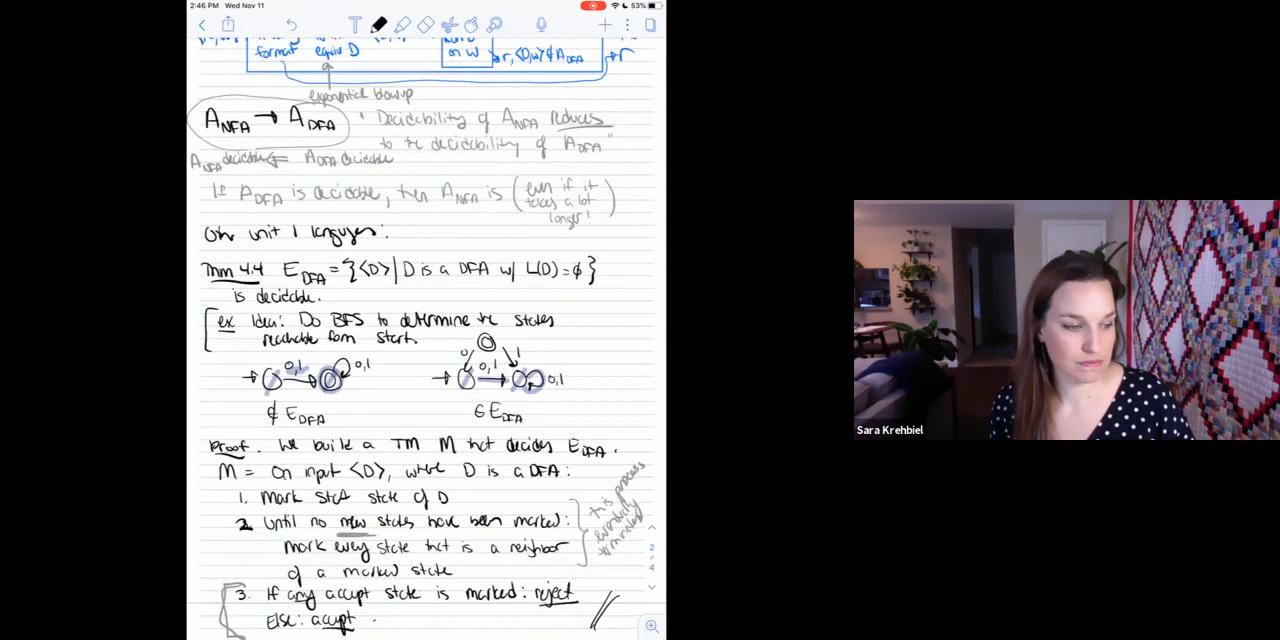 2:46 PM Wed Nov 11
53%
format equiv D
on w
r, <D,w> ∉ A_DFA
r
exponential blowup
A_NFA → A_DFA
"Decidability of A_NFA reduces
to the decidability of A_DFA"
A_NFA decidable ⇐ A_DFA decidable
If A_DFA is decidable, then A_NFA is (even if it
takes a lot
longer!)
Other unit 1 languages:
Thm 4.4 E_DFA = {<D> | D is a DFA w/ L(D) = ∅}
is decidable.
ex Idea: Do BFS to determine the states
reachable from start.
0,1 0,1
0 1 0,1 0,1
∉ E_DFA
∈ E_DFA
Proof. We build a TM M that decides E_DFA.
M = on input <D>, where D is a DFA:
1. Mark start state of D
2. Until no new states have been marked:
mark every state that is a neighbor
of a marked state
this process
eventually
terminates
3. If any accept state is marked: reject
Else: accept.
2
4
Sara Krehbiel